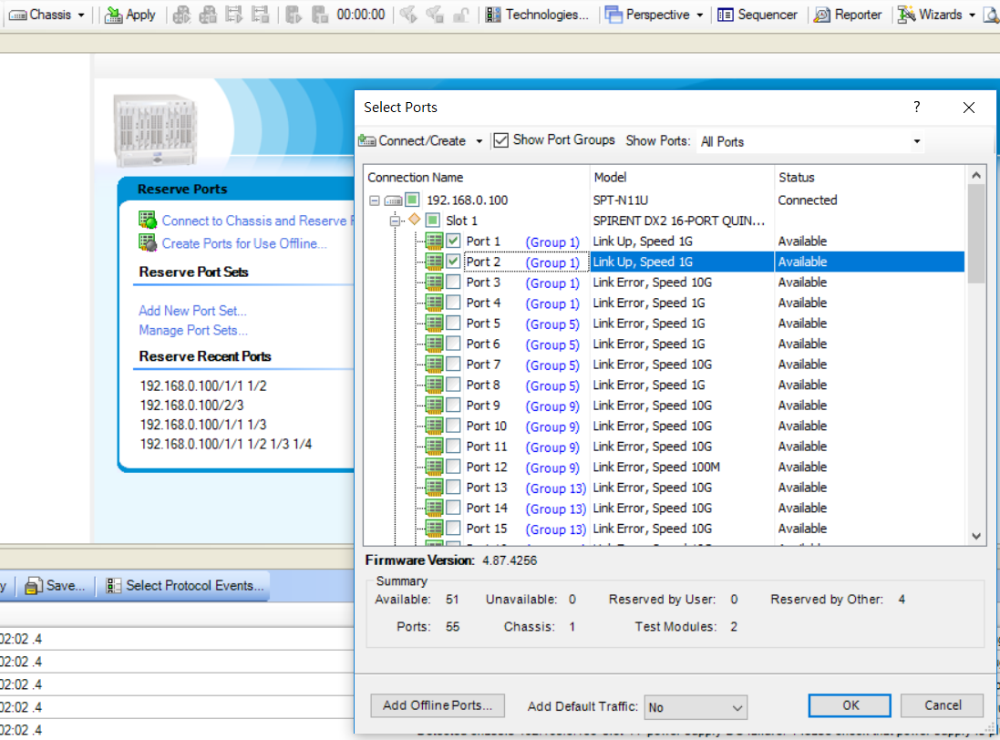 Chassis Apply 00:00:00 Technologies... Perspective Sequencer Reporter Wizards
Select Ports ?
Connect/Create Show Port Groups Show Ports: All Ports
Connection Name Model Status
192.168.0.100 SPT-N11U Connected
Slot 1 SPIRENT DX2 16-PORT QUIN...
Port 1 (Group 1) Link Up, Speed 1G Available
Port 2 (Group 1) Link Up, Speed 1G Available
Port 3 (Group 1) Link Error, Speed 10G Available
Port 4 (Group 1) Link Error, Speed 1G Available
Port 5 (Group 5) Link Error, Speed 1G Available
Port 6 (Group 5) Link Error, Speed 1G Available
Port 7 (Group 5) Link Error, Speed 10G Available
Port 8 (Group 5) Link Error, Speed 1G Available
Port 9 (Group 9) Link Error, Speed 10G Available
Port 10 (Group 9) Link Error, Speed 10G Available
Port 11 (Group 9) Link Error, Speed 10G Available
Port 12 (Group 9) Link Error, Speed 100M Available
Port 13 (Group 13) Link Error, Speed 10G Available
Port 14 (Group 13) Link Error, Speed 10G Available
Port 15 (Group 13) Link Error, Speed 10G Available
Firmware Version: 4.87.4256
Summary
Available: 51 Unavailable: 0 Reserved by User: 0 Reserved by Other: 4
Ports: 55 Chassis: 1 Test Modules: 2
Add Offline Ports... Add Default Traffic: No OK Cancel
Reserve Ports
Connect to Chassis and Reserve
Create Ports for Use Offline...
Reserve Port Sets
Add New Port Set...
Manage Port Sets...
Reserve Recent Ports
192.168.0.100/1/1 1/2
192.168.0.100/2/3
192.168.0.100/1/1 1/3
192.168.0.100/1/1 1/2 1/3 1/4
y Save... Select Protocol Events...
02:02 .4
02:02 .4
02:02 .4
02:02 .4
02:02 .4